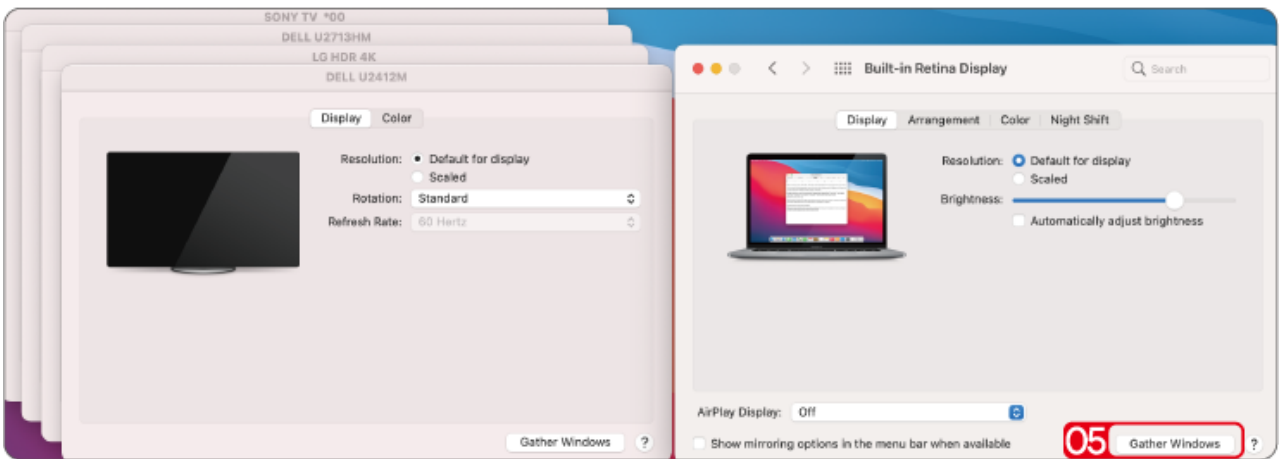 SONY TV *00
DELL U2713HM
LG HDR 4K
DELL U2412M
Display Color
Resolution: Default for display
Scaled
Rotation: Standard
Refresh Rate: 60 Hertz
Gather Windows ?
Built-in Retina Display
Search
Display Arrangement Color Night Shift
Resolution: Default for display
Scaled
Brightness:
Automatically adjust brightness
AirPlay Display: Off
Show mirroring options in the menu bar when available
05 Gather Windows ?